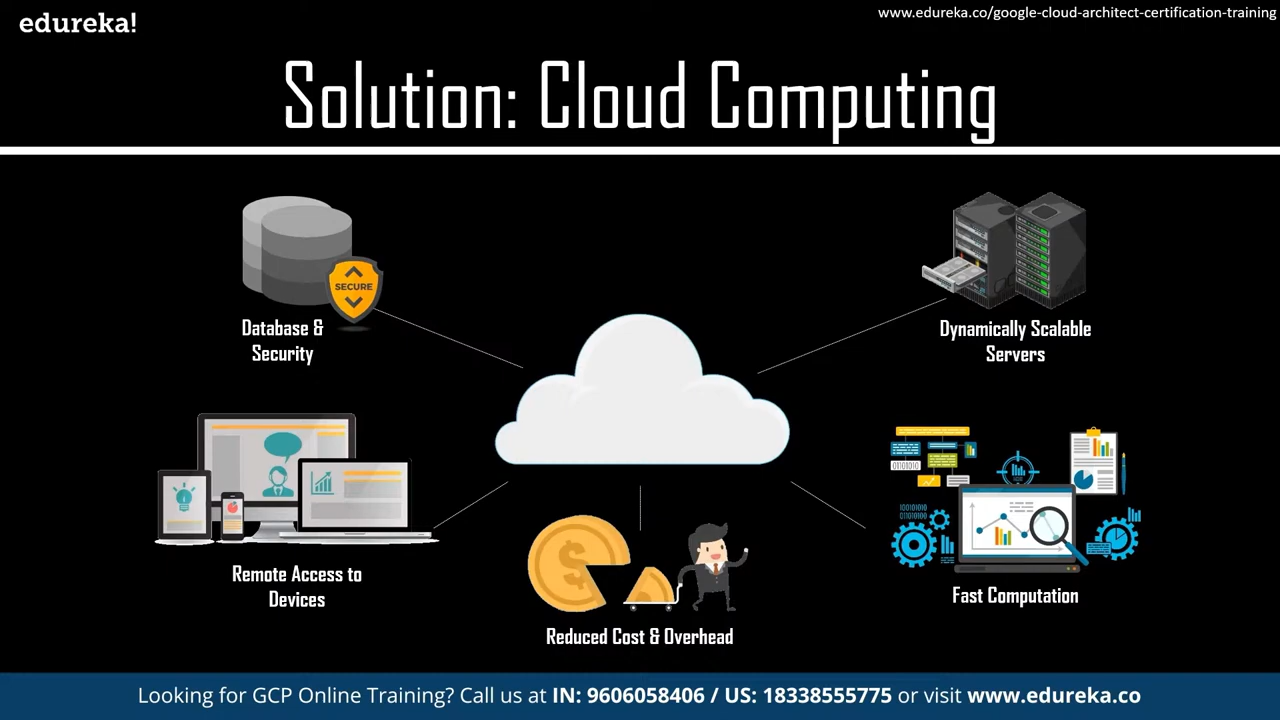 edureka!
www.edureka.co/google-cloud-architect-certification-training
Solution: Cloud Computing
SECURE
Database &
Security
Dynamically Scalable
Servers
Remote Access to
Devices
Reduced Cost & Overhead
Fast Computation
Looking for GCP Online Training? Call us at IN: 9606058406 / US: 18338555775 or visit www.edureka.co